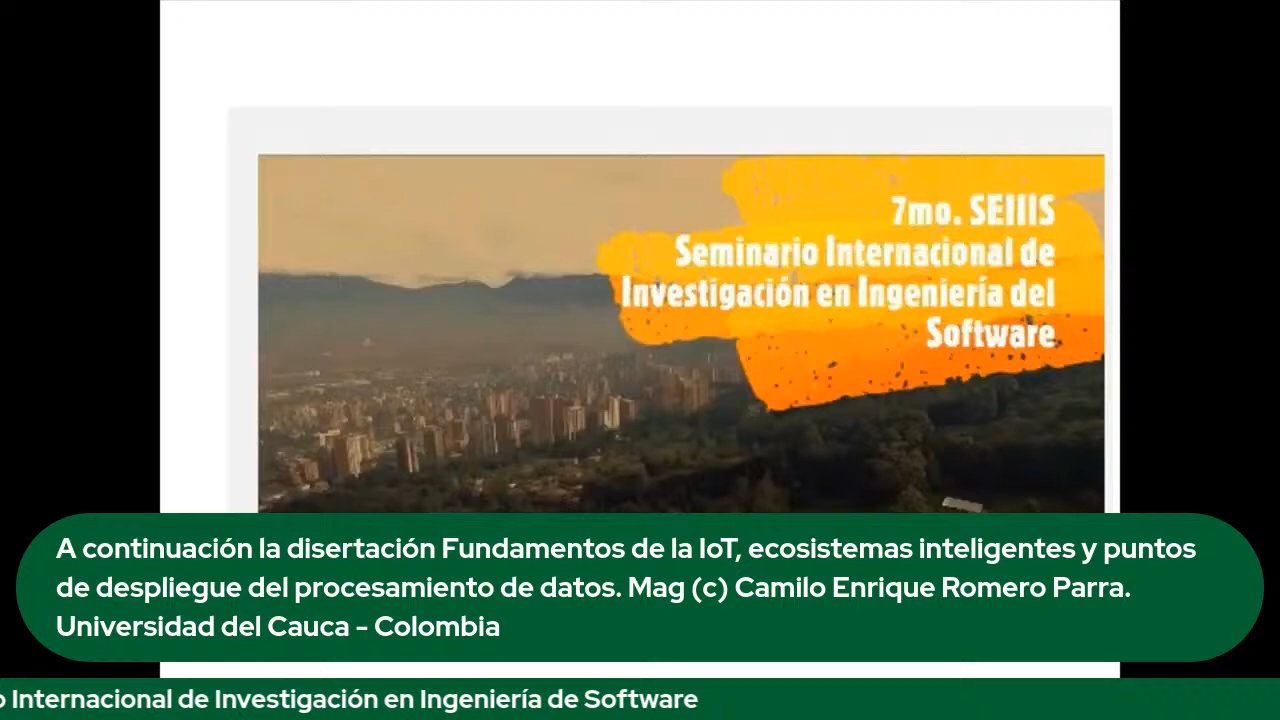 7mo. SEIIIS
Seminario Internacional de
Investigación en Ingeniería del
Software
A continuación la disertación Fundamentos de la IoT, ecosistemas inteligentes y puntos
de despliegue del procesamiento de datos. Mag (c) Camilo Enrique Romero Parra.
Universidad del Cauca - Colombia
o Internacional de Investigación en Ingeniería de Software